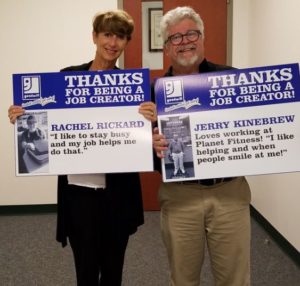 goodwill
THANKS
FOR BEING A
JOB CREATOR!
RACHEL RICKARD
"I like to stay busy
and my job helps me
do that."
goodwill
THANKS
FOR BEING A
JOB CREATOR!
JERRY KINEBREW
Loves working at
Planet Fitness! "I like
helping and when
people smile at me!"